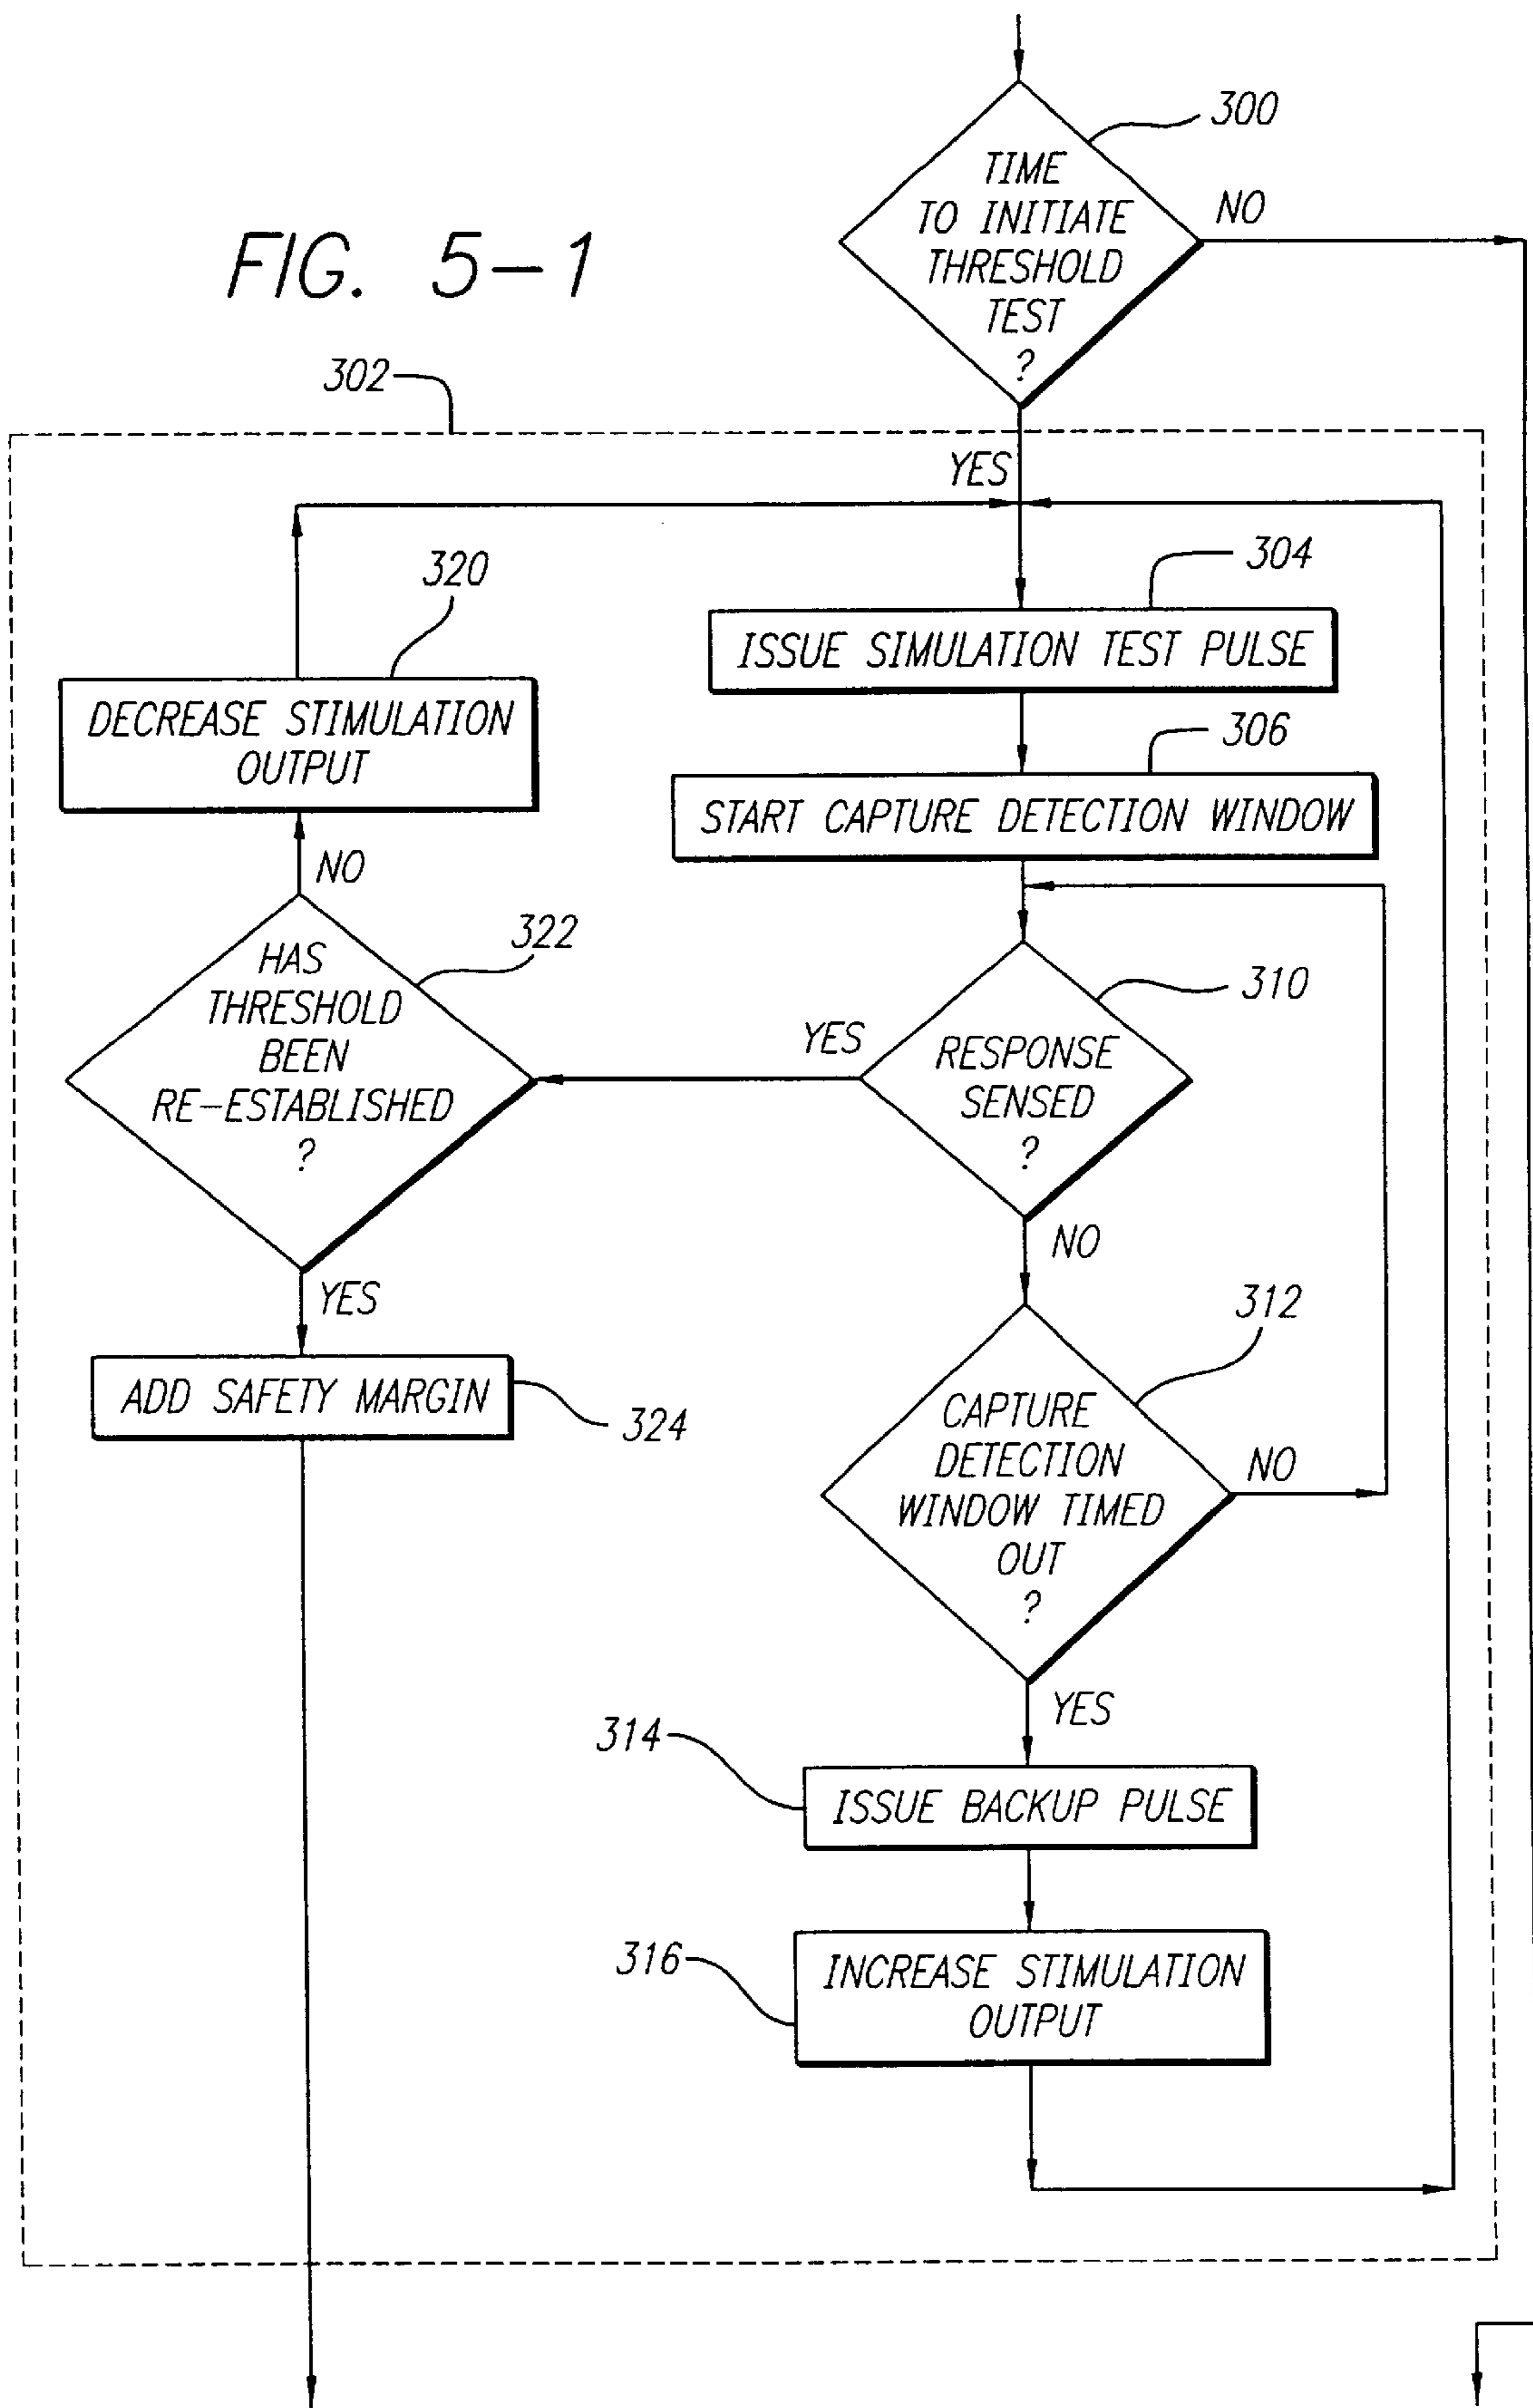 300
TIME
TO INITIATE
THRESHOLD
TEST
?
NO
FIG. 5-1
302
YES
304
ISSUE SIMULATION TEST PULSE
320
DECREASE STIMULATION
OUTPUT
306
START CAPTURE DETECTION WINDOW
NO
322
HAS
THRESHOLD
BEEN
RE-ESTABLISHED
?
YES
310
RESPONSE
SENSED
?
NO
YES
312
ADD SAFETY MARGIN
324
CAPTURE
DETECTION
WINDOW TIMED
OUT
?
NO
YES
314
ISSUE BACKUP PULSE
316
INCREASE STIMULATION
OUTPUT